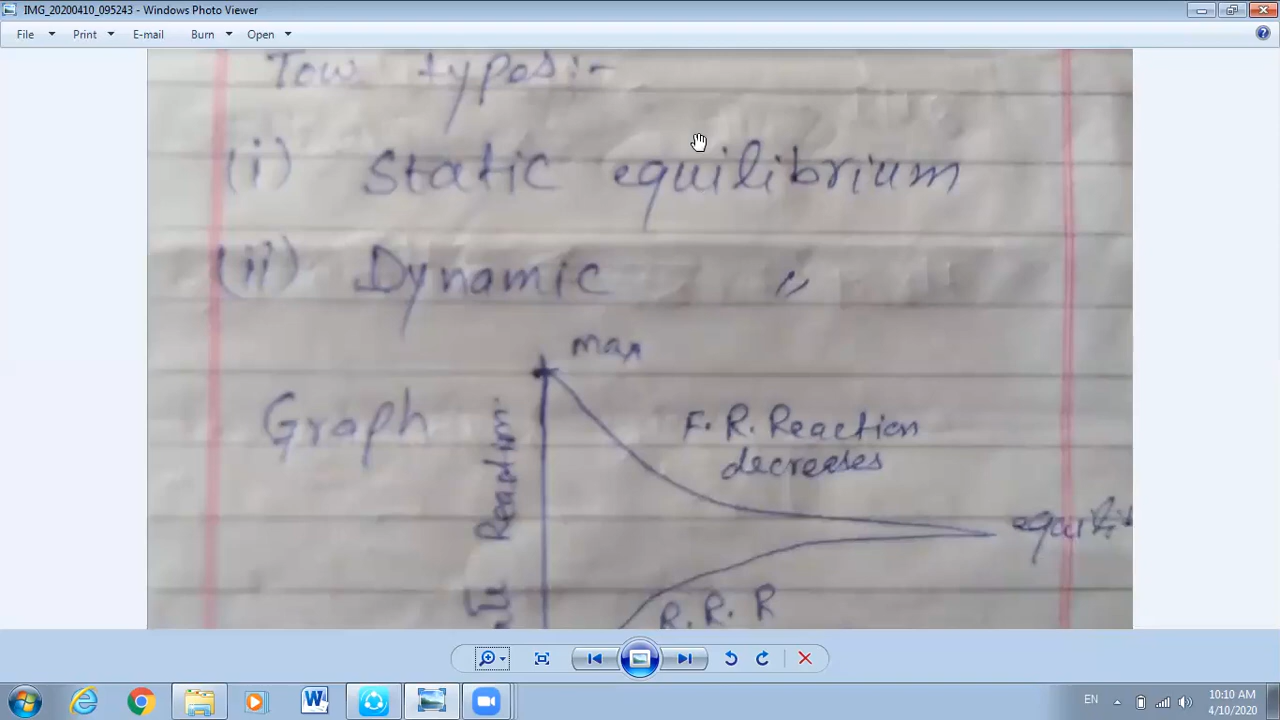 IMG_20200410_095243 - Windows Photo Viewer
File Print E-mail Burn Open
Tow types:-
(i) Static equilibrium
(ii) Dynamic "
max
Graph
F. R. Reaction
decreases
Reaction
R. R. R
EN
10:10 AM
4/10/2020